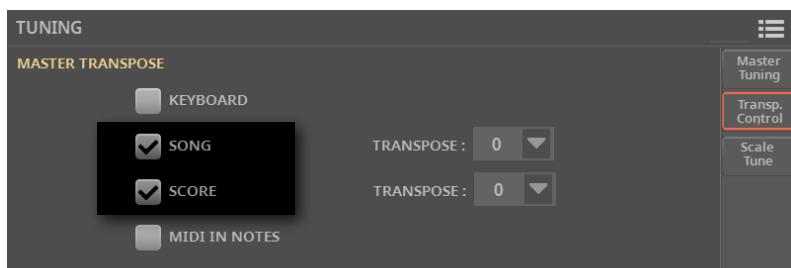 TUNING
MASTER TRANSPOSE
KEYBOARD
SONG TRANSPOSE : 0
SCORE TRANSPOSE : 0
MIDI IN NOTES
Master
Tuning
Transp.
Control
Scale
Tune